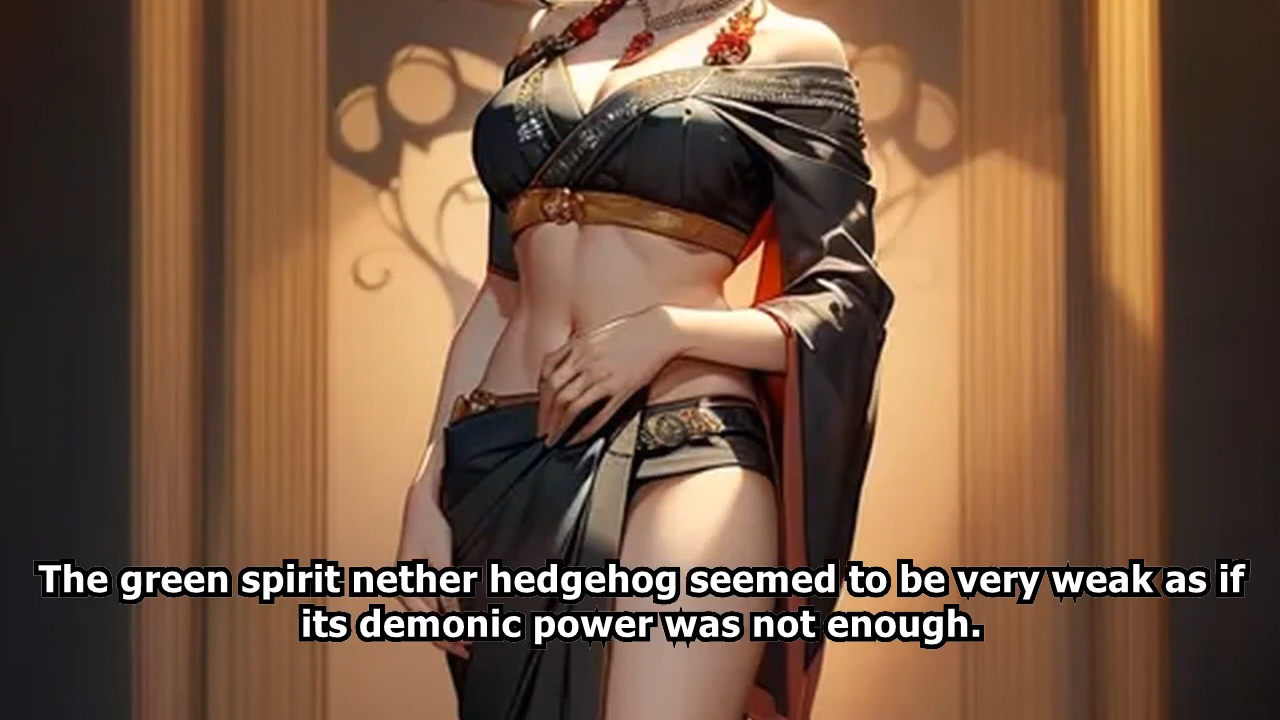 The green spirit nether hedgehog seemed to be very weak as if
its demonic power was not enough.